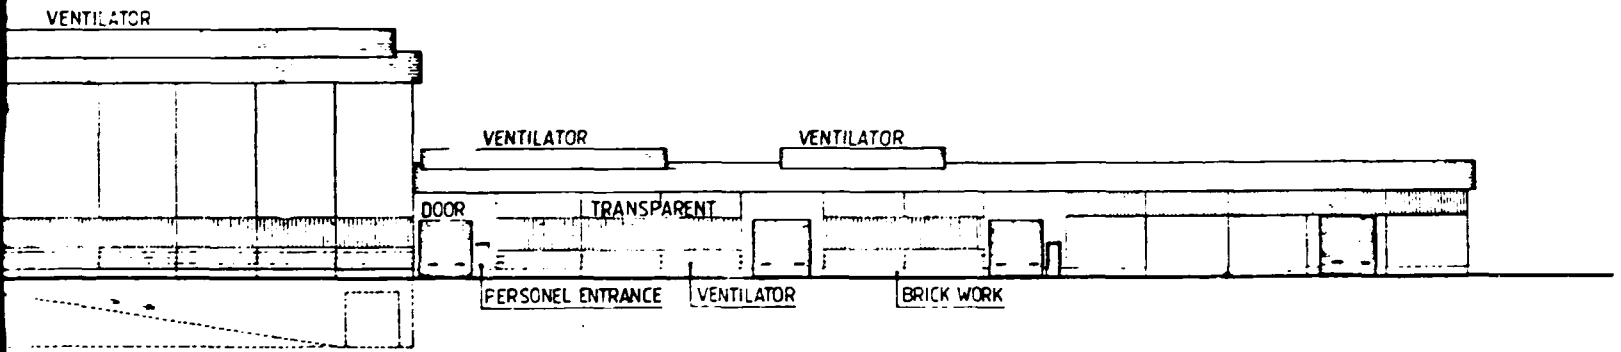 VENTILATOR
VENTILATOR
VENTILATOR
DOOR
TRANSPARENT
PERSONEL ENTRANCE
VENTILATOR
BRICK WORK